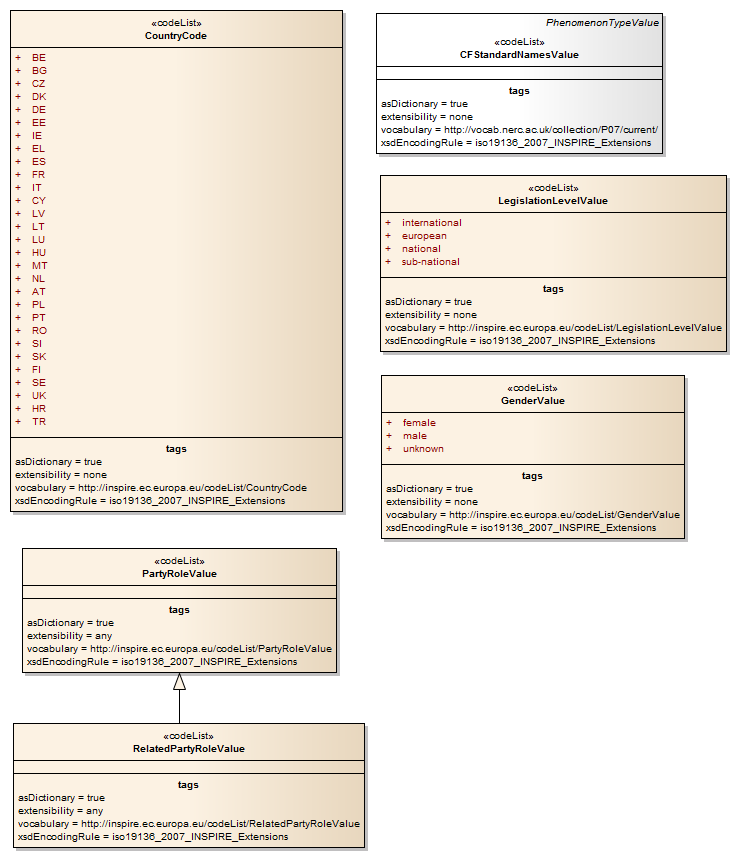 «codeList»
CountryCode
+ BE
+ BG
+ CZ
+ DK
+ DE
+ EE
+ IE
+ EL
+ ES
+ FR
+ IT
+ CY
+ LV
+ LT
+ LU
+ HU
+ MT
+ NL
+ AT
+ PL
+ PT
+ RO
+ SI
+ SK
+ FI
+ SE
+ UK
+ HR
+ TR
tags
asDictionary = true
extensibility = none
vocabulary = http://inspire.ec.europa.eu/codeList/CountryCode
xsdEncodingRule = iso19136_2007_INSPIRE_Extensions
PhenomenonTypeValue
«codeList»
CFStandardNamesValue
tags
asDictionary = true
extensibility = none
vocabulary = http://vocab.nerc.ac.uk/collection/P07/current/
xsdEncodingRule = iso19136_2007_INSPIRE_Extensions
«codeList»
LegislationLevelValue
+ international
+ european
+ national
+ sub-national
tags
asDictionary = true
extensibility = none
vocabulary = http://inspire.ec.europa.eu/codeList/LegislationLevelValue
xsdEncodingRule = iso19136_2007_INSPIRE_Extensions
«codeList»
GenderValue
+ female
+ male
+ unknown
tags
asDictionary = true
extensibility = none
vocabulary = http://inspire.ec.europa.eu/codeList/GenderValue
xsdEncodingRule = iso19136_2007_INSPIRE_Extensions
«codeList»
PartyRoleValue
tags
asDictionary = true
extensibility = any
vocabulary = http://inspire.ec.europa.eu/codeList/PartyRoleValue
xsdEncodingRule = iso19136_2007_INSPIRE_Extensions
«codeList»
RelatedPartyRoleValue
tags
asDictionary = true
extensibility = any
vocabulary = http://inspire.ec.europa.eu/codeList/RelatedPartyRoleValue
xsdEncodingRule = iso19136_2007_INSPIRE_Extensions